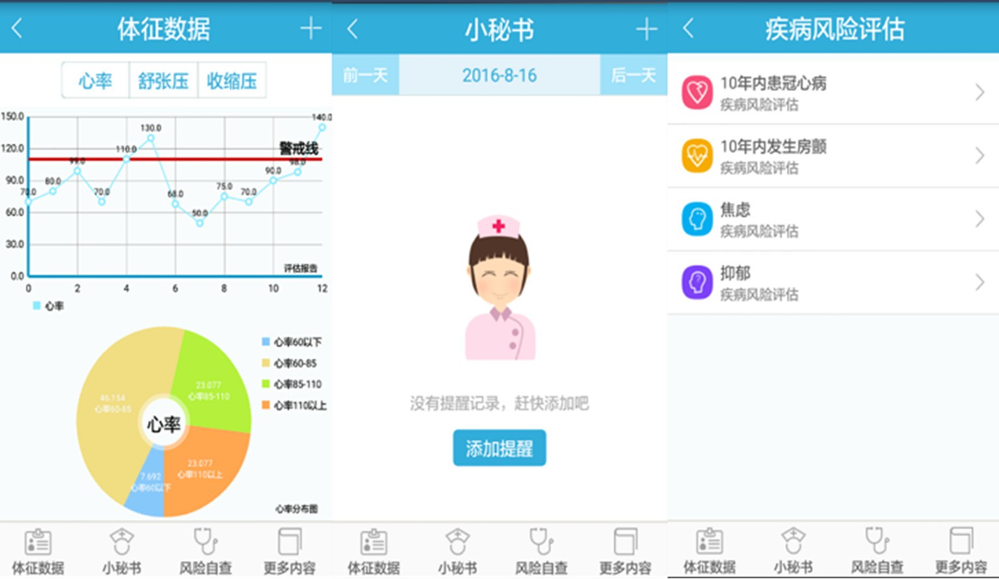 体征数据
心率
舒张压
收缩压
150.0
120.0
90.0
60.0
30.0
0.0
70.0
80.0
99.0
70.0
110.0
130.0
68.0
50.0
75.0
70.0
90.0
98.0
140.0
警戒线
评估报告
0
2
4
6
8
10
12
心率
心率60以下
心率60-85
心率85-110
心率110以上
46.154
心率60-85
23.077
心率85-110
心率
23.077
心率110以上
7.692
心率60以下
心率分布图
体征数据
小秘书
风险自查
更多内容
小秘书
前一天
2016-8-16
后一天
没有提醒记录，赶快添加吧
添加提醒
体征数据
小秘书
风险自查
更多内容
疾病风险评估
10年内患冠心病
疾病风险评估
10年内发生房颤
疾病风险评估
焦虑
疾病风险评估
抑郁
疾病风险评估
体征数据
小秘书
风险自查
更多内容